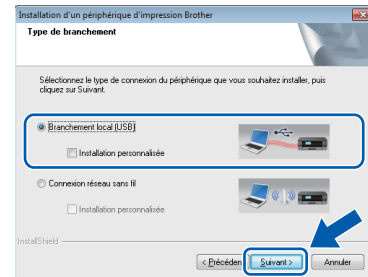 Installation d'un périphérique d'impression Brother
Type de branchement
Sélectionnez le type de connexion du périphérique que vous souhaitez installer, puis
cliquez sur Suivant.
Branchement local (USB)
Installation personnalisée
Connexion réseau sans fil
Installation personnalisée
InstallShield
< Précéden
Suivant >
Annuler